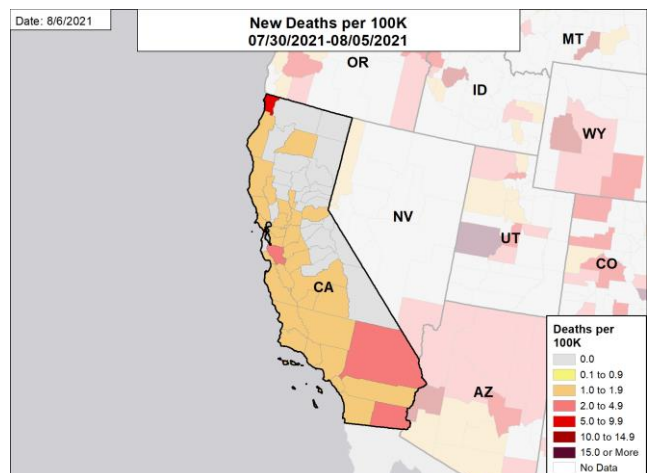 Date: 8/6/2021
New Deaths per 100K
07/30/2021-08/05/2021
MT
OR
ID
WY
NV
UT
CO
CA
AZ
Deaths per
100K
0.0
0.1 to 0.9
1.0 to 1.9
2.0 to 4.9
5.0 to 9.9
10.0 to 14.9
15.0 or More
No Data